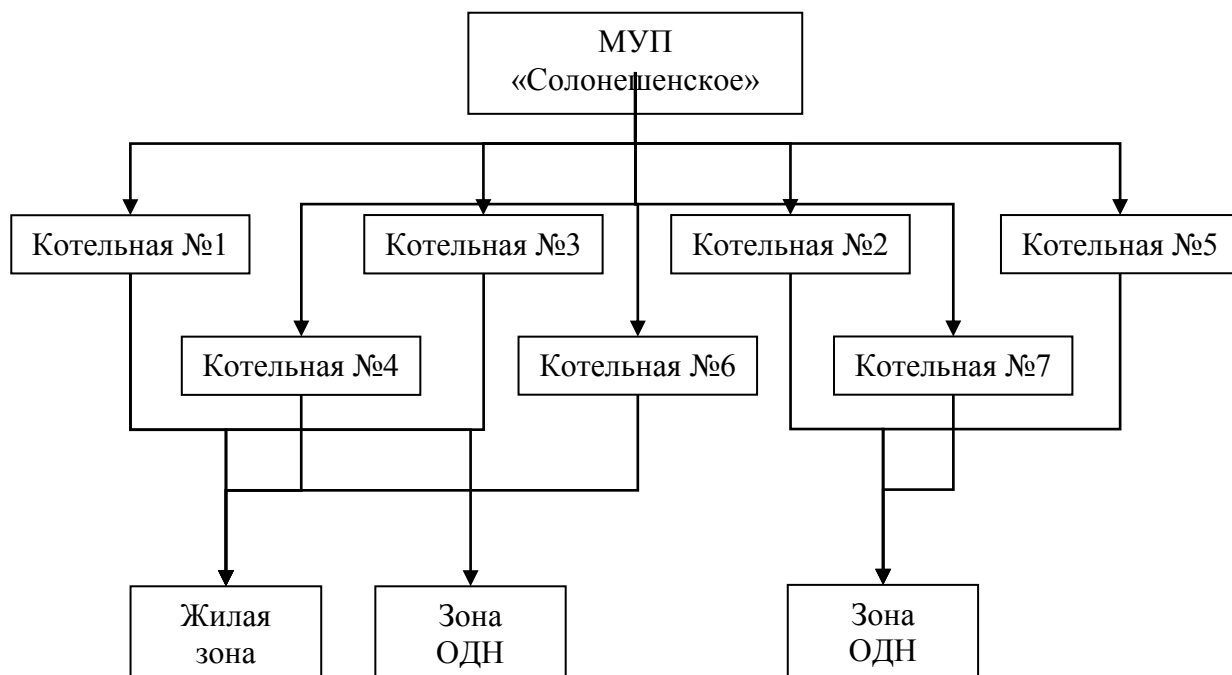 МУП
«Солонешенское»
Котельная №1
Котельная №3
Котельная №2
Котельная №5
Котельная №4
Котельная №6
Котельная №7
Жилая
зона
Зона
ОДН
Зона
ОДН